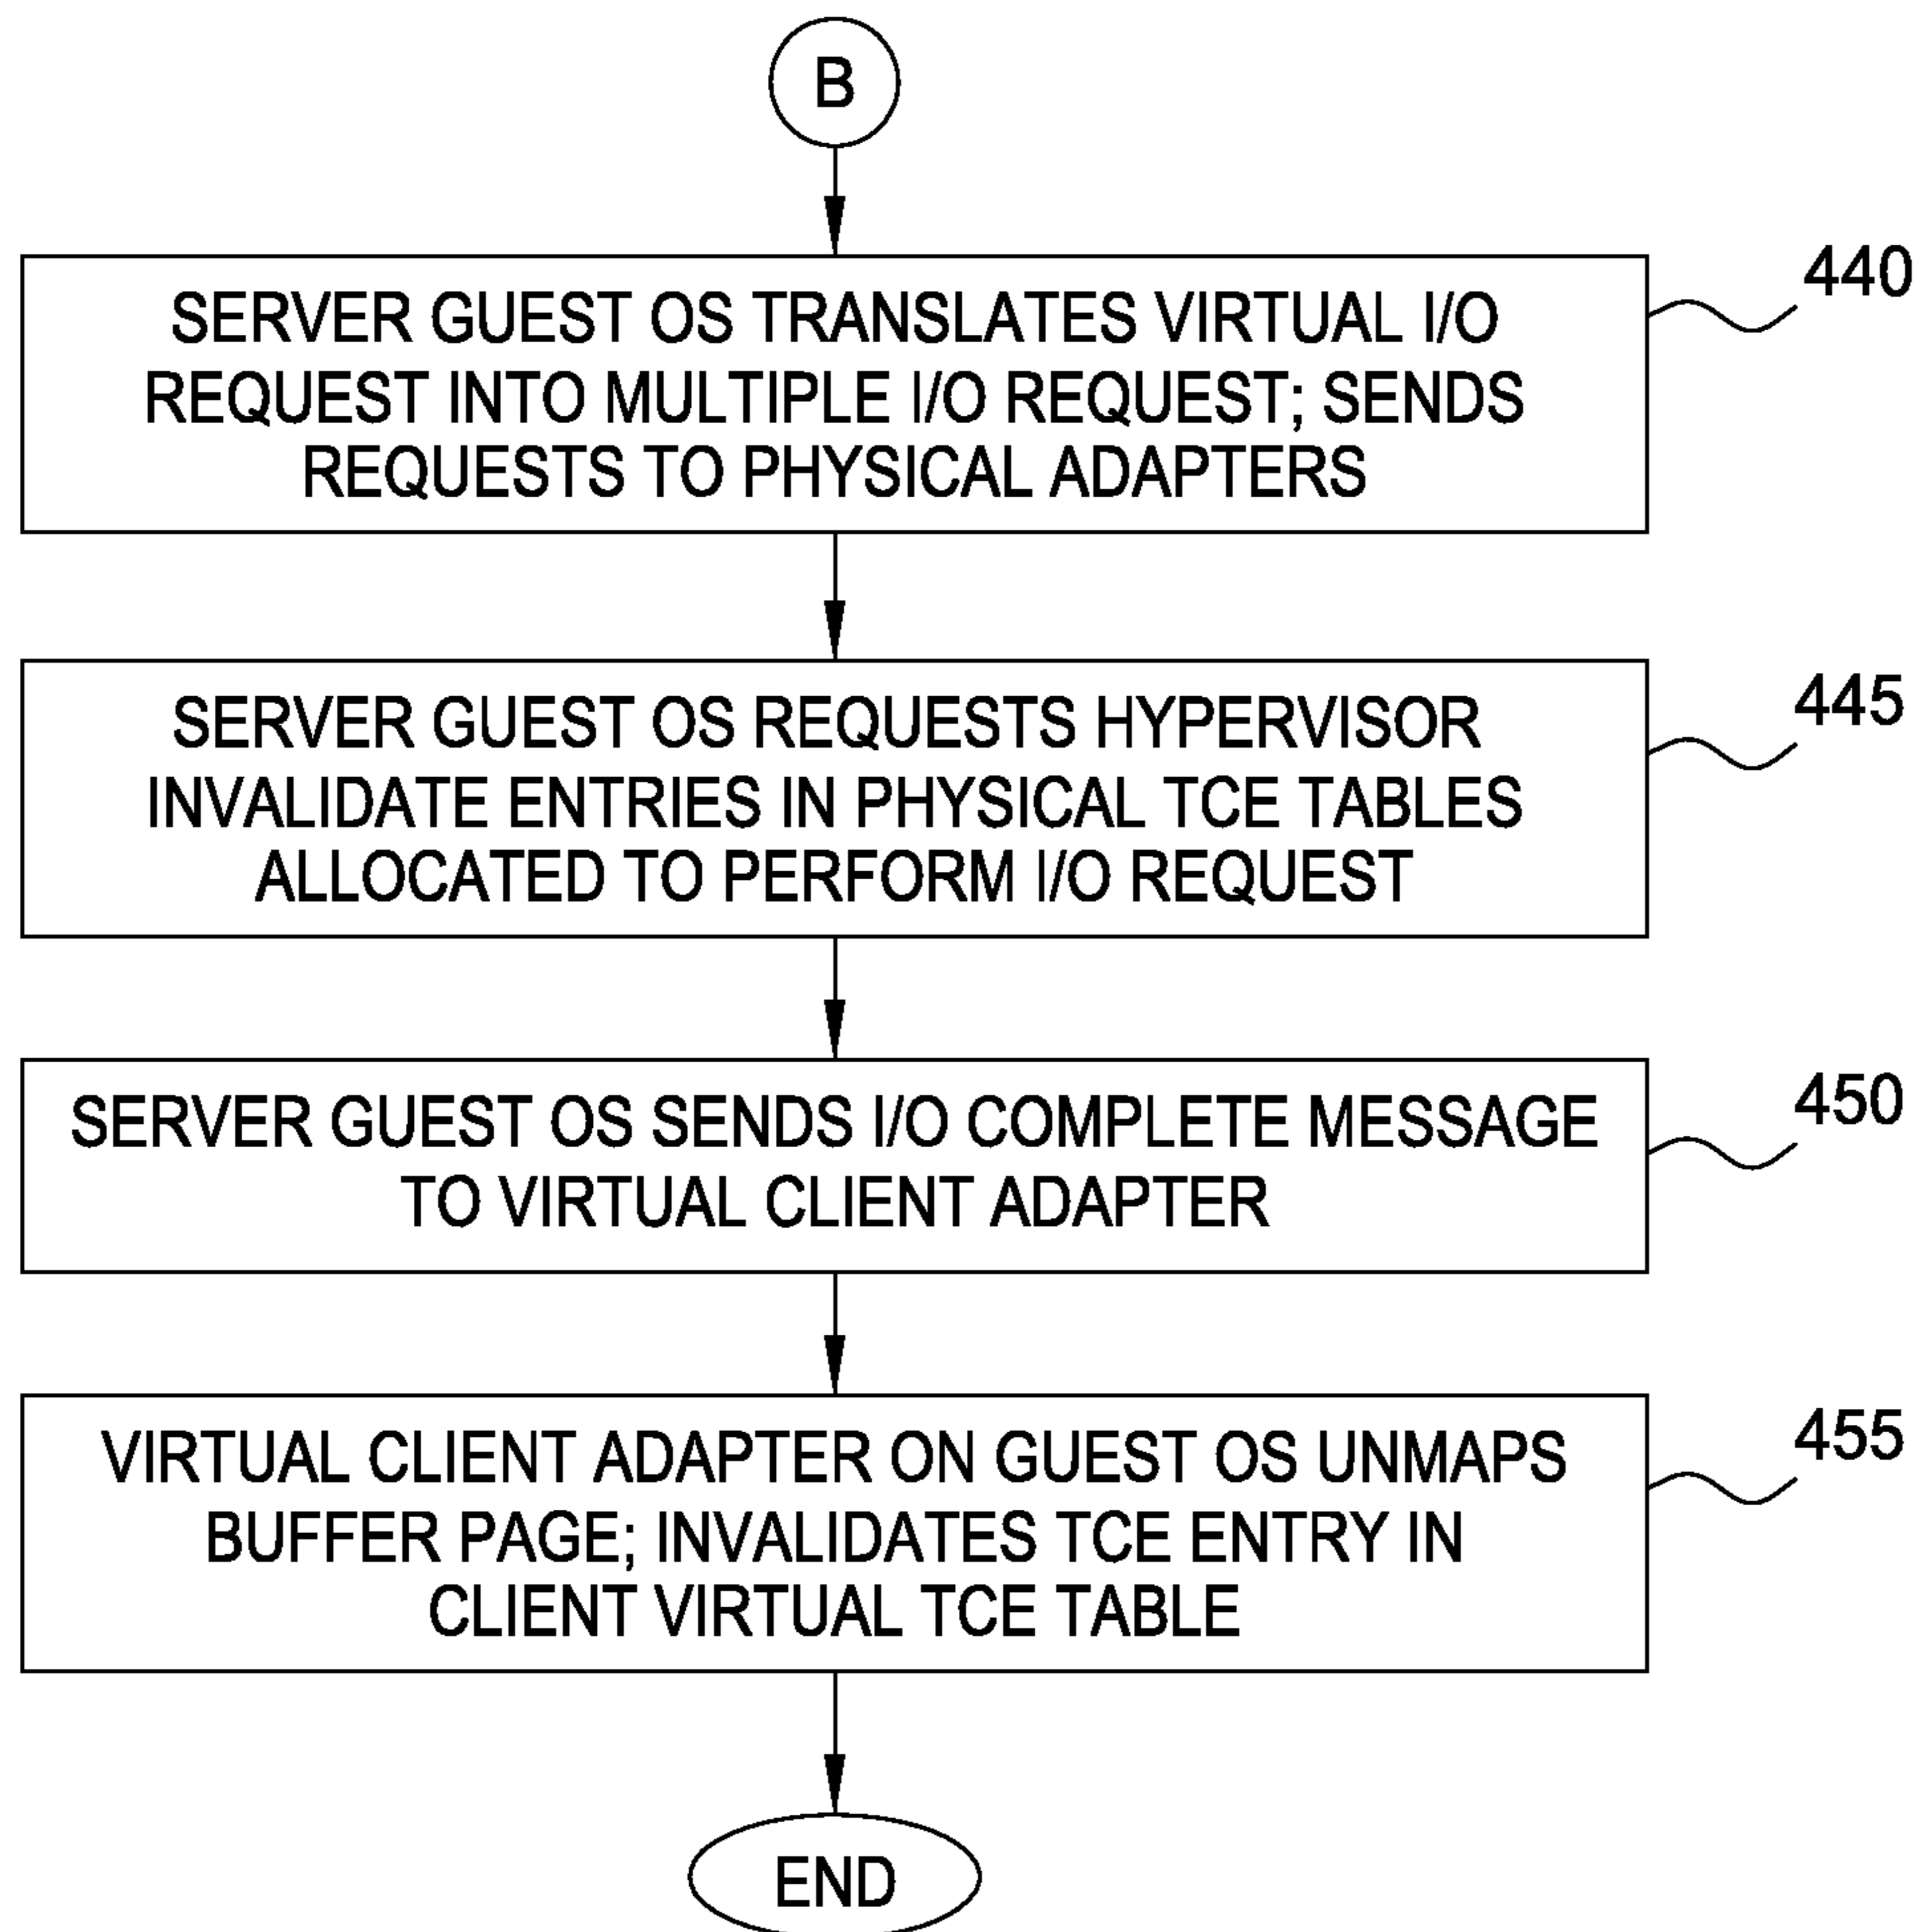 B
440
SERVER GUEST OS TRANSLATES VIRTUAL I/O
REQUEST INTO MULTIPLE I/O REQUEST; SENDS
REQUESTS TO PHYSICAL ADAPTERS
445
SERVER GUEST OS REQUESTS HYPERVISOR
INVALIDATE ENTRIES IN PHYSICAL TCE TABLES
ALLOCATED TO PERFORM I/O REQUEST
450
SERVER GUEST OS SENDS I/O COMPLETE MESSAGE
TO VIRTUAL CLIENT ADAPTER
455
VIRTUAL CLIENT ADAPTER ON GUEST OS UNMAPS
BUFFER PAGE; INVALIDATES TCE ENTRY IN
CLIENT VIRTUAL TCE TABLE
END